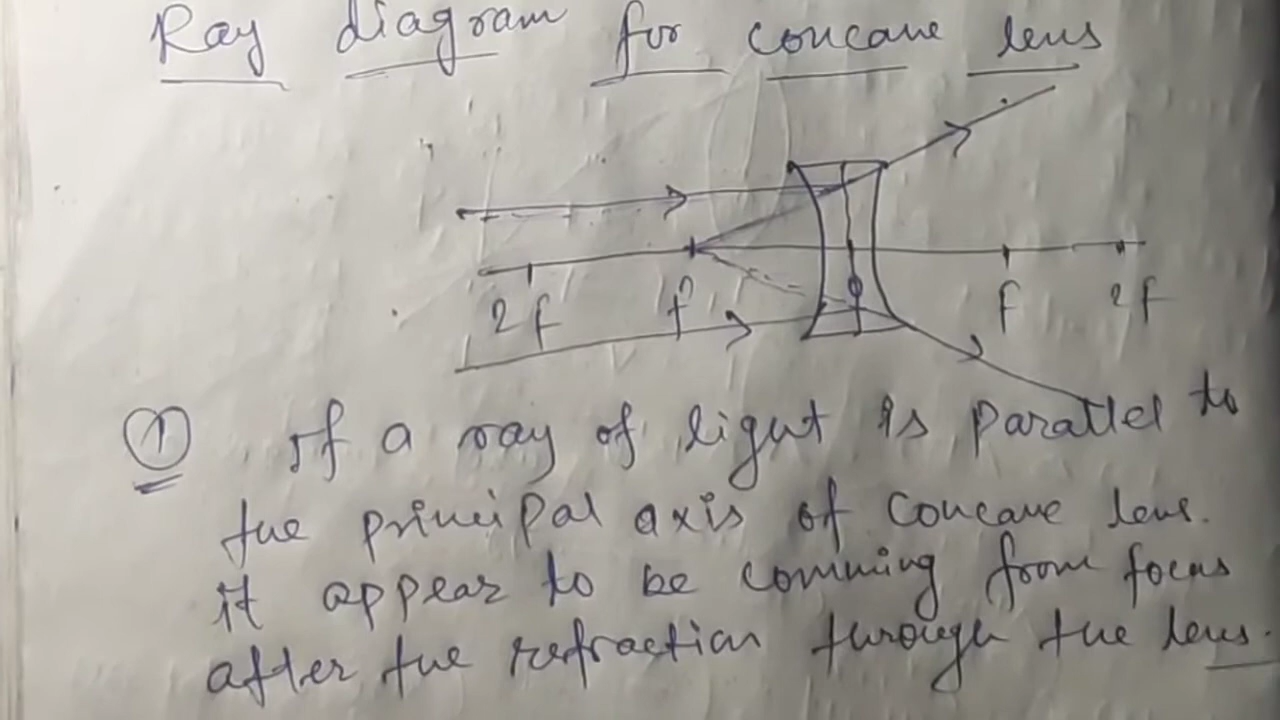 Ray diagram for concave lens
2f f f 2f
① If a ray of light is parallel to
the principal axis of concave lens.
it appear to be comming from focus
after the refraction through the lens.